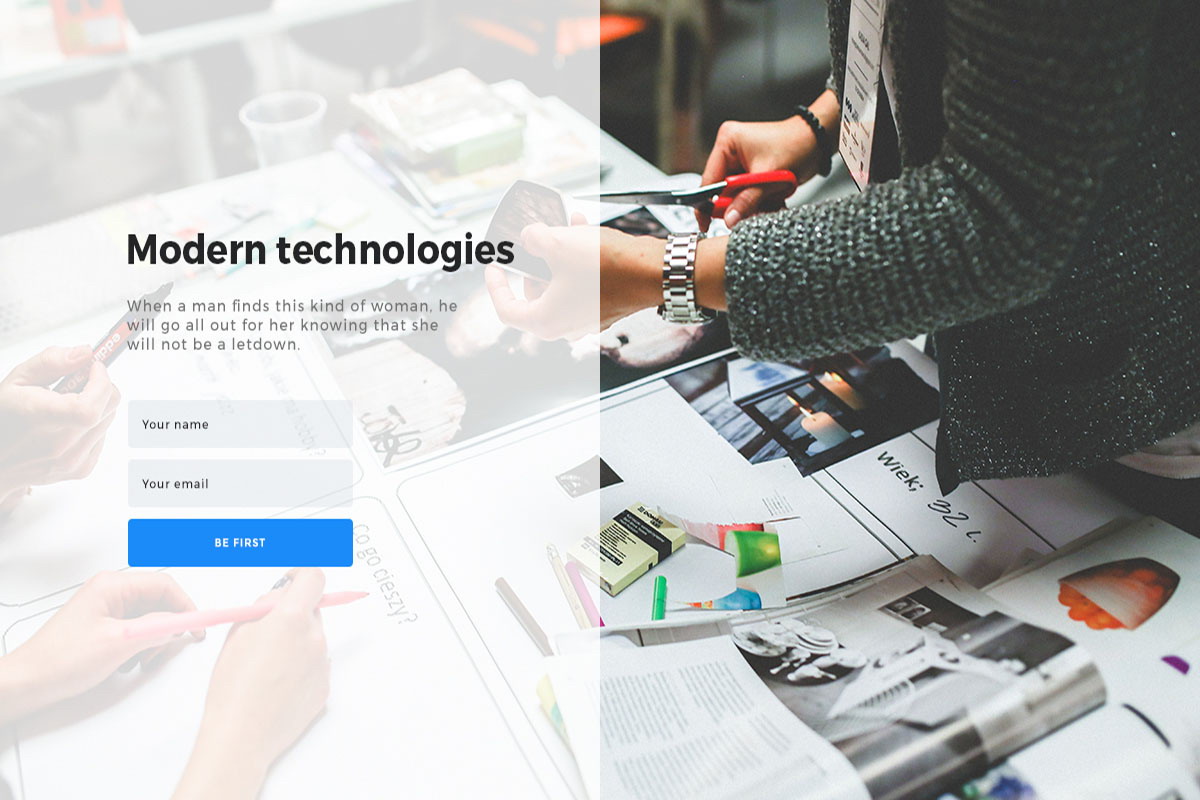 Modern technologies
When a man finds this kind of woman, he
will go all out for her knowing that she
will not be a letdown.
Your name
Your email
BE FIRST
co go cieszy?
Wiek; 32 l.